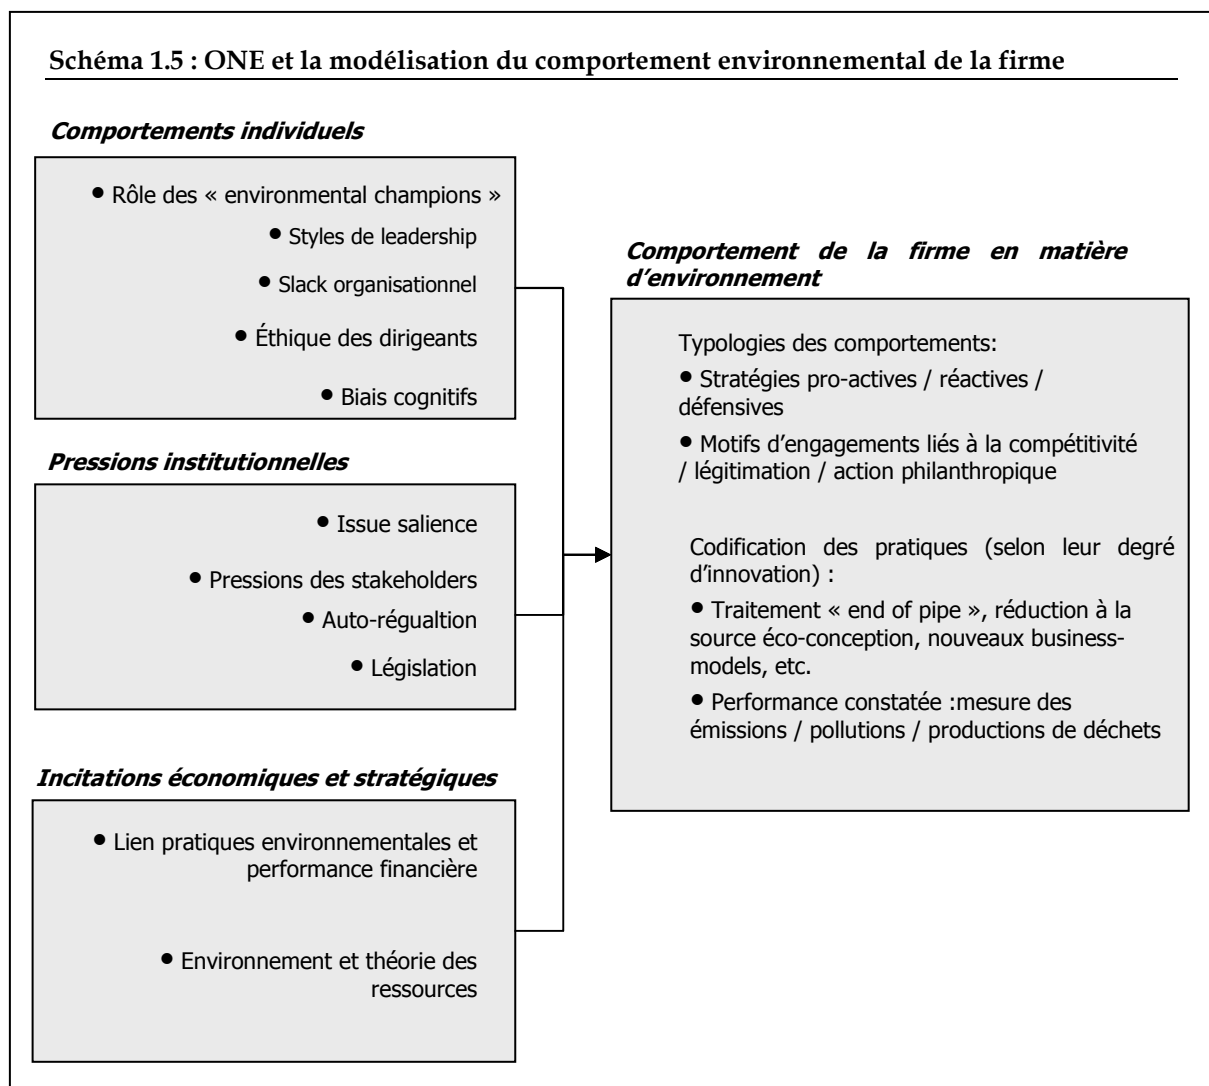 Schéma 1.5 : ONE et la modélisation du comportement environnemental de la firme
Comportements individuels
• Rôle des « environmental champions »
• Styles de leadership
• Slack organisationnel
• Éthique des dirigeants
• Biais cognitifs
Pressions institutionnelles
• Issue salience
• Pressions des stakeholders
• Auto-régualtion
• Législation
Incitations économiques et stratégiques
• Lien pratiques environnementales et
performance financière
• Environnement et théorie des
ressources
Comportement de la firme en matière
d’environnement
Typologies des comportements:
• Stratégies pro-actives / réactives /
défensives
• Motifs d’engagements liés à la compétitivité
/ légitimation / action philanthropique
Codification des pratiques (selon leur degré
d’innovation) :
• Traitement « end of pipe », réduction à la
source éco-conception, nouveaux business-
models, etc.
• Performance constatée :mesure des
émissions / pollutions / productions de déchets